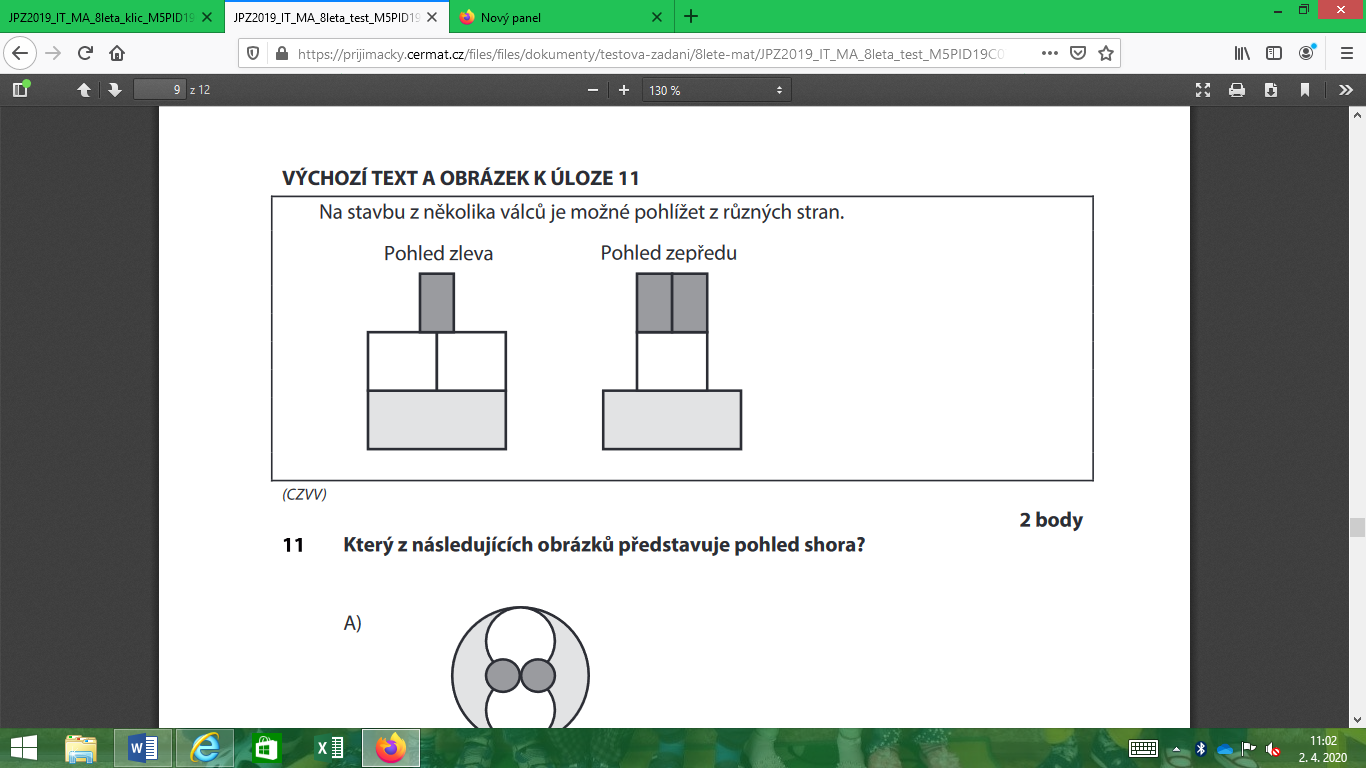 JPZ2019_IT_MA_8leta_klic_M5PID19
JPZ2019_IT_MA_8leta_test_M5PID19
Nový panel
https://prijimacky.cermat.cz/files/files/dokumenty/testova-zadani/8lete-mat/JPZ2019_IT_MA_8leta_test_M5PID19C0
9 z 12
130 %
VÝCHOZÍ TEXT A OBRÁZEK K ÚLOZE 11
Na stavbu z několika válců je možné pohlížet z různých stran.
Pohled zleva
Pohled zepředu
(CZVV)
2 body
11 Který z následujících obrázků představuje pohled shora?
A)
11:02
2. 4. 2020